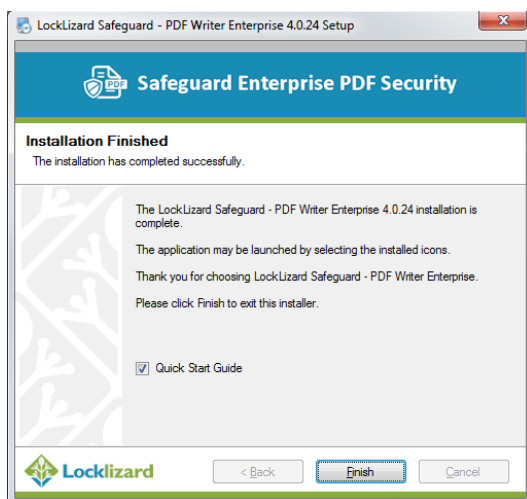 LockLizard Safeguard - PDF Writer Enterprise 4.0.24 Setup
PDF
Safeguard Enterprise PDF Security
Installation Finished
The installation has completed successfully.
The LockLizard Safeguard - PDF Writer Enterprise 4.0.24 installation is
complete.
The application may be launched by selecting the installed icons.
Thank you for choosing LockLizard Safeguard - PDF Writer Enterprise.
Please click Finish to exit this installer.
Quick Start Guide
Locklizard
< Back
Finish
Cancel